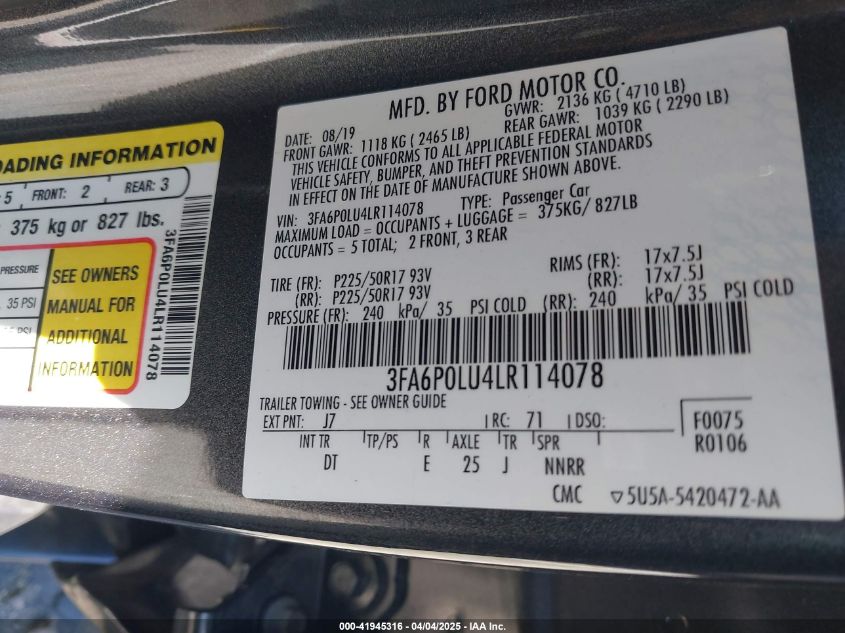 OADING INFORMATION
5 FRONT: 2 REAR: 3
375 kg or 827 lbs.
PRESSURE
35 PSI
PSI
SEE OWNERS
MANUAL FOR
ADDITIONAL
INFORMATION
3FA6P0LU4LR114078
MFD. BY FORD MOTOR CO.
DATE: 08/19 GVWR: 2136 KG ( 4710 LB)
FRONT GAWR: 1118 KG ( 2465 LB) REAR GAWR: 1039 KG ( 2290 LB)
THIS VEHICLE CONFORMS TO ALL APPLICABLE FEDERAL MOTOR
VEHICLE SAFETY, BUMPER, AND THEFT PREVENTION STANDARDS
IN EFFECT ON THE DATE OF MANUFACTURE SHOWN ABOVE.
VIN: 3FA6P0LU4LR114078 TYPE: Passenger Car
MAXIMUM LOAD = OCCUPANTS + LUGGAGE = 375KG/ 827LB
OCCUPANTS = 5 TOTAL; 2 FRONT, 3 REAR
TIRE (FR): P225/50R17 93V RIMS (FR): 17x7.5J
(RR): P225/50R17 93V (RR): 17x7.5J
PRESSURE (FR): 240 kPa/ 35 PSI COLD (RR): 240 kPa/ 35 PSI COLD
3FA6P0LU4LR114078
TRAILER TOWING - SEE OWNER GUIDE
EXT PNT: J7 RC: 71 DSO: F0075
R0106
INT TR TP/PS R AXLE TR SPR
DT E 25 J NNRR
CMC ▽5U5A-5420472-AA
000-41945316 - 04/04/2025 - IAA Inc.